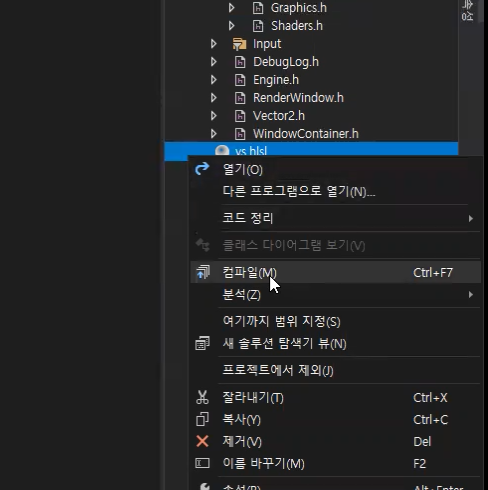 Graphics.h
Shaders.h
Input
DebugLog.h
Engine.h
RenderWindow.h
Vector2.h
WindowContainer.h
vs.hlsl
열기(O)
다른 프로그램으로 열기(N)...
코드 정리
클래스 다이어그램 보기(V)
컴파일(M) Ctrl+F7
분석(Z)
여기까지 범위 지정(S)
새 솔루션 탐색기 뷰(N)
프로젝트에서 제외(J)
잘라내기(T) Ctrl+X
복사(Y) Ctrl+C
제거(V) Del
이름 바꾸기(M) F2
속성(R) Alt+Enter
속성